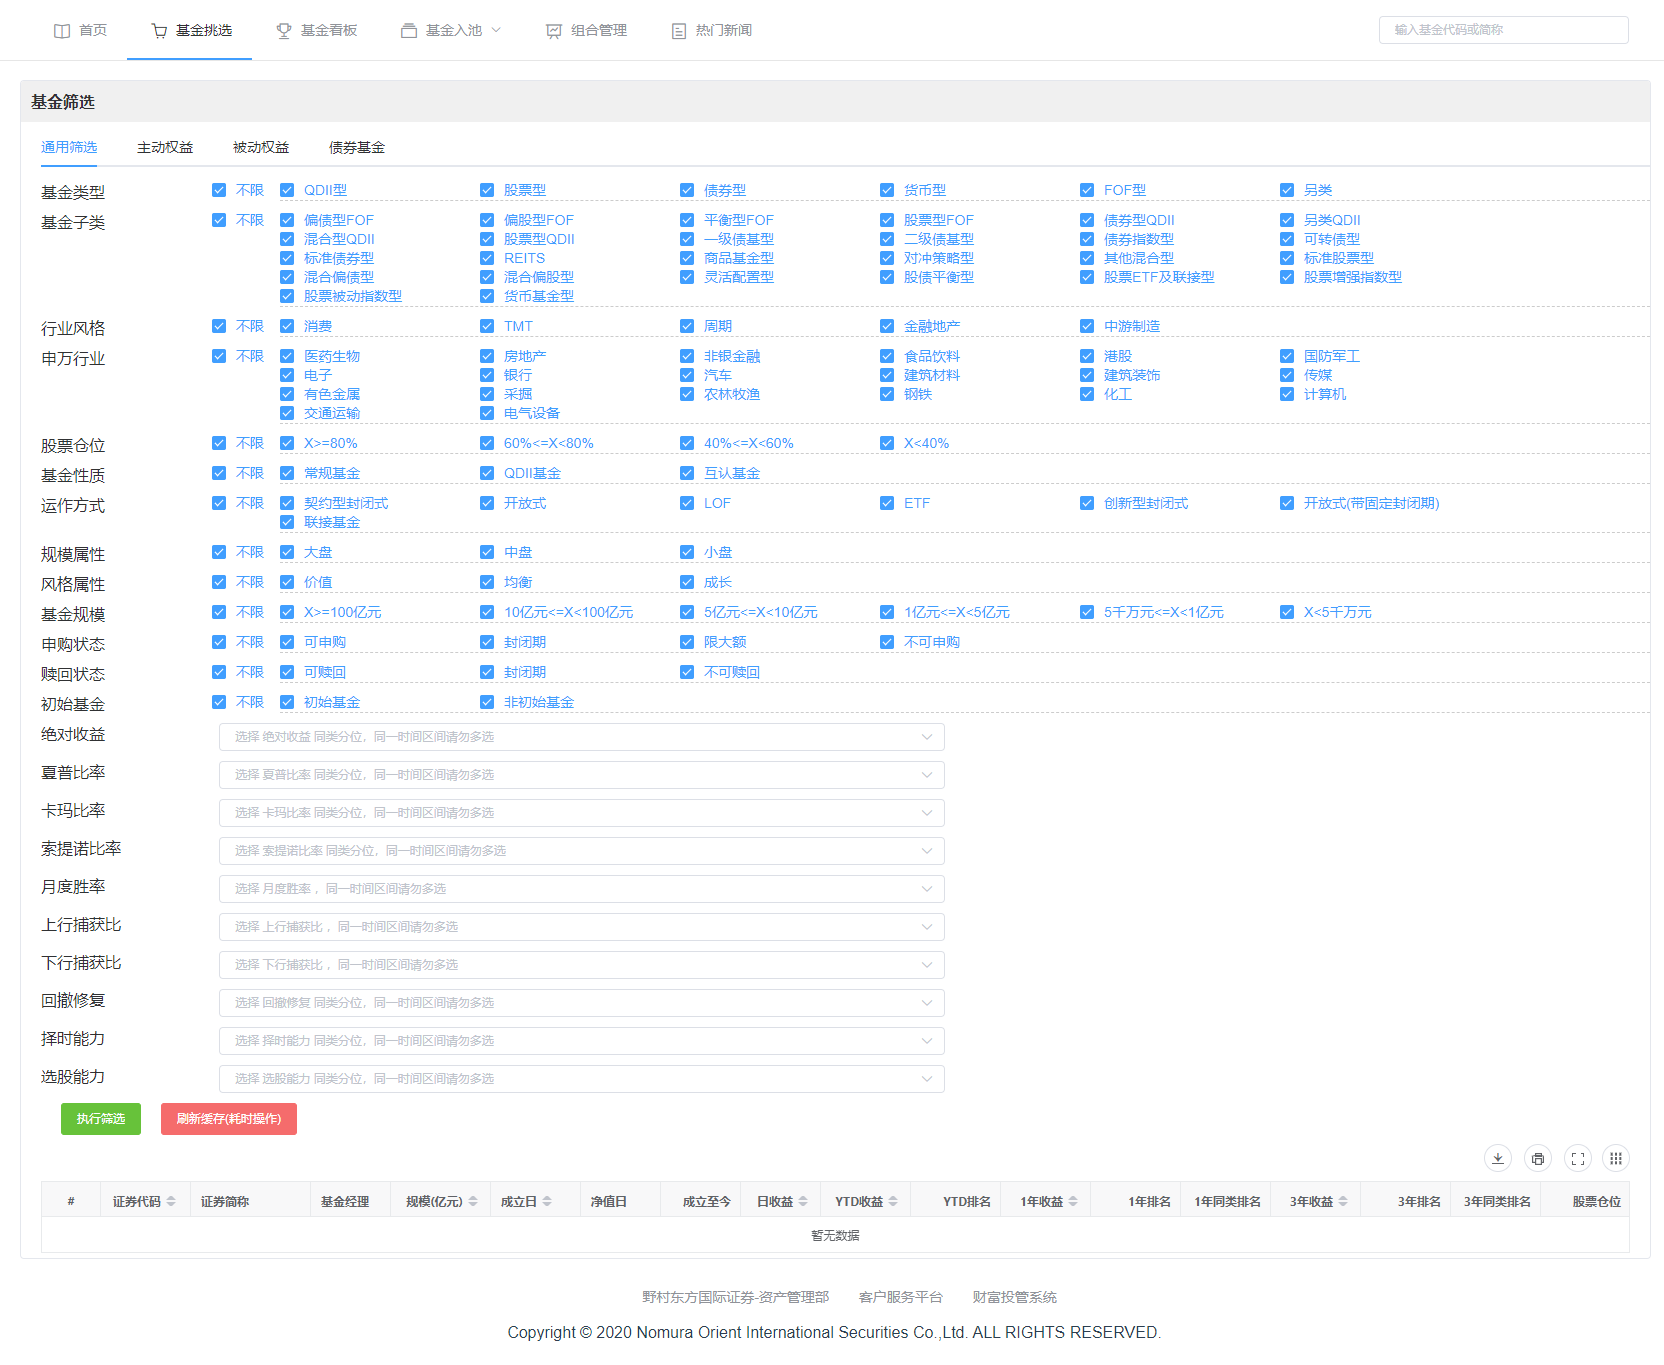 首页 基金挑选 基金看板 基金入池 组合管理 热门新闻 输入基金代码或简称
基金筛选
通用筛选 主动权益 被动权益 债券基金
基金类型 不限 QDII型 股票型 债券型 货币型 FOF型 另类
基金子类 不限 偏债型FOF 偏股型FOF 平衡型FOF 股票型FOF 债券型QDII 另类QDII
混合型QDII 股票型QDII 一级债基型 二级债基型 债券指数型 可转债型
标准债券型 REITS 商品基金型 对冲策略型 其他混合型 标准股票型
混合偏债型 混合偏股型 灵活配置型 股债平衡型 股票ETF及联接型 股票增强指数型
股票被动指数型 货币基金型
行业风格 不限 消费 TMT 周期 金融地产 中游制造
申万行业 不限 医药生物 房地产 非银金融 食品饮料 港股 国防军工
电子 银行 汽车 建筑材料 建筑装饰 传媒
有色金属 采掘 农林牧渔 钢铁 化工 计算机
交通运输 电气设备
股票仓位 不限 X>=80% 60%<=X<80% 40%<=X<60% X<40%
基金性质 不限 常规基金 QDII基金 互认基金
运作方式 不限 契约型封闭式 开放式 LOF ETF 创新型封闭式 开放式(带固定封闭期)
联接基金
规模属性 不限 大盘 中盘 小盘
风格属性 不限 价值 均衡 成长
基金规模 不限 X>=100亿元 10亿元<=X<100亿元 5亿元<=X<10亿元 1亿元<=X<5亿元 5千万元<=X<1亿元 X<5千万元
申购状态 不限 可申购 封闭期 限大额 不可申购
赎回状态 不限 可赎回 封闭期 不可赎回
初始基金 不限 初始基金 非初始基金
绝对收益 选择 绝对收益 同类分位，同一时间区间请勿多选
夏普比率 选择 夏普比率 同类分位，同一时间区间请勿多选
卡玛比率 选择 卡玛比率 同类分位，同一时间区间请勿多选
索提诺比率 选择 索提诺比率 同类分位，同一时间区间请勿多选
月度胜率 选择 月度胜率 ，同一时间区间请勿多选
上行捕获比 选择 上行捕获比 ，同一时间区间请勿多选
下行捕获比 选择 下行捕获比 ，同一时间区间请勿多选
回撤修复 选择 回撤修复 同类分位，同一时间区间请勿多选
择时能力 选择 择时能力 同类分位，同一时间区间请勿多选
选股能力 选择 选股能力 同类分位，同一时间区间请勿多选
执行筛选 刷新缓存(耗时操作)
# 证券代码 证券简称 基金经理 规模(亿元) 成立日 净值日 成立至今 日收益 YTD收益 YTD排名 1年收益 1年排名 1年同类排名 3年收益 3年排名 3年同类排名 股票仓位
暂无数据
野村东方国际证券-资产管理部 客户服务平台 财富投管系统
Copyright © 2020 Nomura Orient International Securities Co.,Ltd. ALL RIGHTS RESERVED.